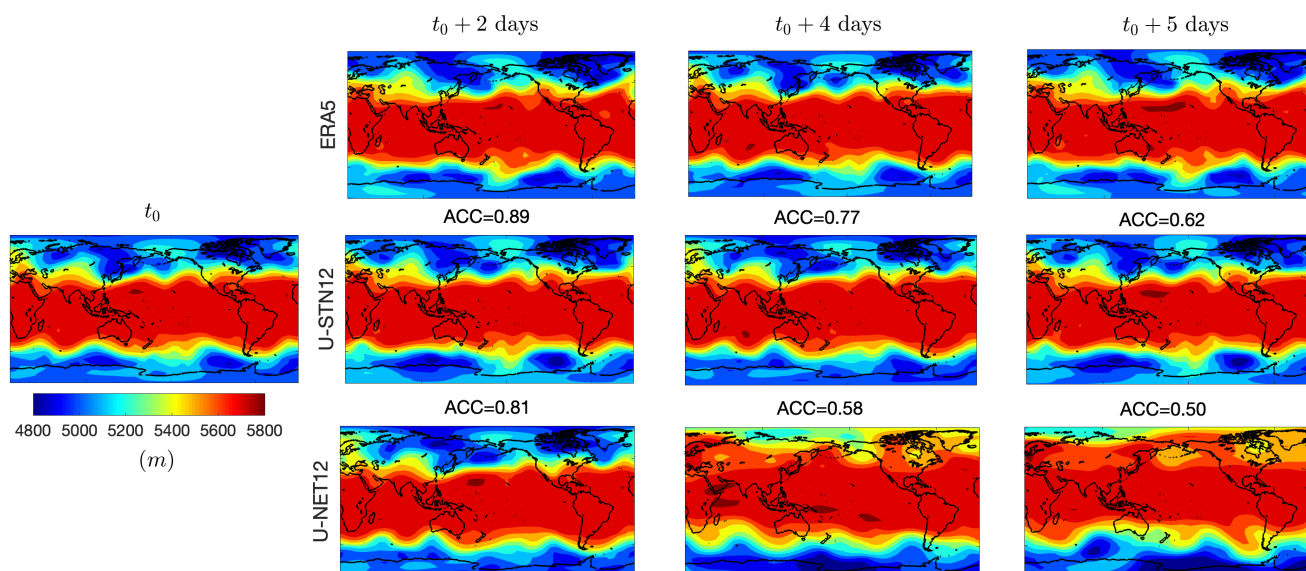 t₀ + 2 days
t₀ + 4 days
t₀ + 5 days
ERA5
ACC=0.89
ACC=0.77
ACC=0.62
t₀
U-STN12
4800 5000 5200 5400 5600 5800
(m)
ACC=0.81
ACC=0.58
ACC=0.50
U-NET12